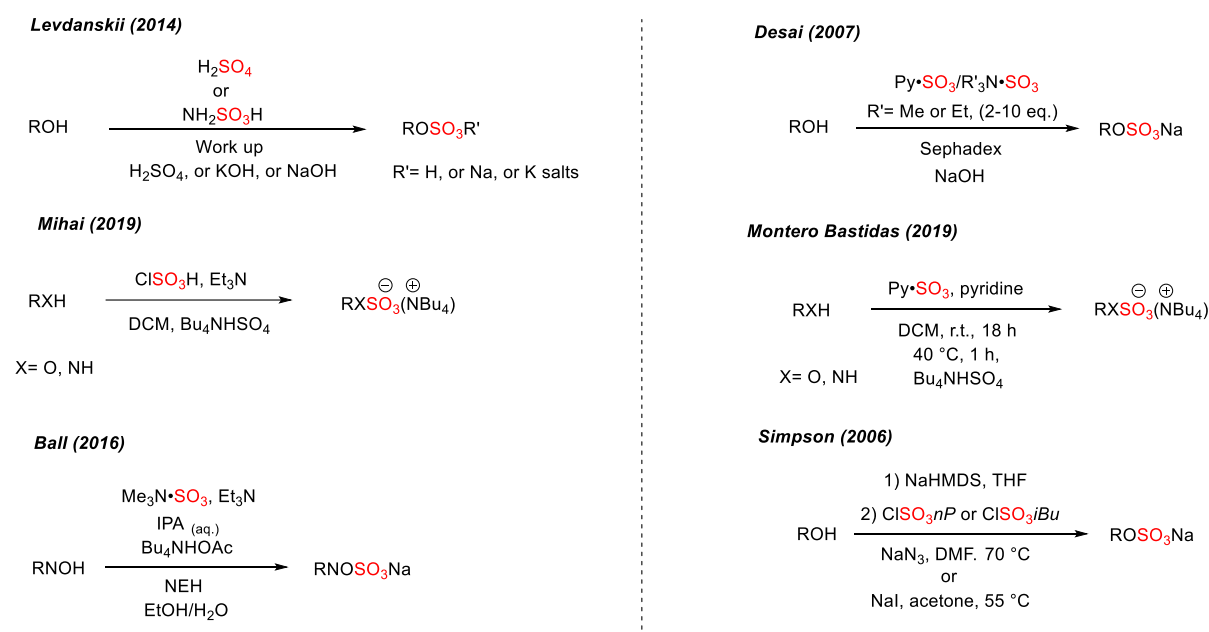 Levdanskii (2014)
H2SO4
or
NH2SO3H
ROH
ROSO3R'
Work up
H2SO4, or KOH, or NaOH
R'= H, or Na, or K salts
Mihai (2019)
ClSO3H, Et3N
RXH
RXSO3(NBu4)
⊖ ⊕
DCM, Bu4NHSO4
X= O, NH
Ball (2016)
Me3N•SO3, Et3N
IPA (aq.)
Bu4NHOAc
RNOH
RNOSO3Na
NEH
EtOH/H2O
Desai (2007)
Py•SO3/R'3N•SO3
R'= Me or Et, (2-10 eq.)
ROH
ROSO3Na
Sephadex
NaOH
Montero Bastidas (2019)
Py•SO3, pyridine
RXH
RXSO3(NBu4)
⊖ ⊕
DCM, r.t., 18 h
40 °C, 1 h,
Bu4NHSO4
X= O, NH
Simpson (2006)
1) NaHMDS, THF
2) ClSO3nP or ClSO3iBu
ROH
ROSO3Na
NaN3, DMF. 70 °C
or
NaI, acetone, 55 °C